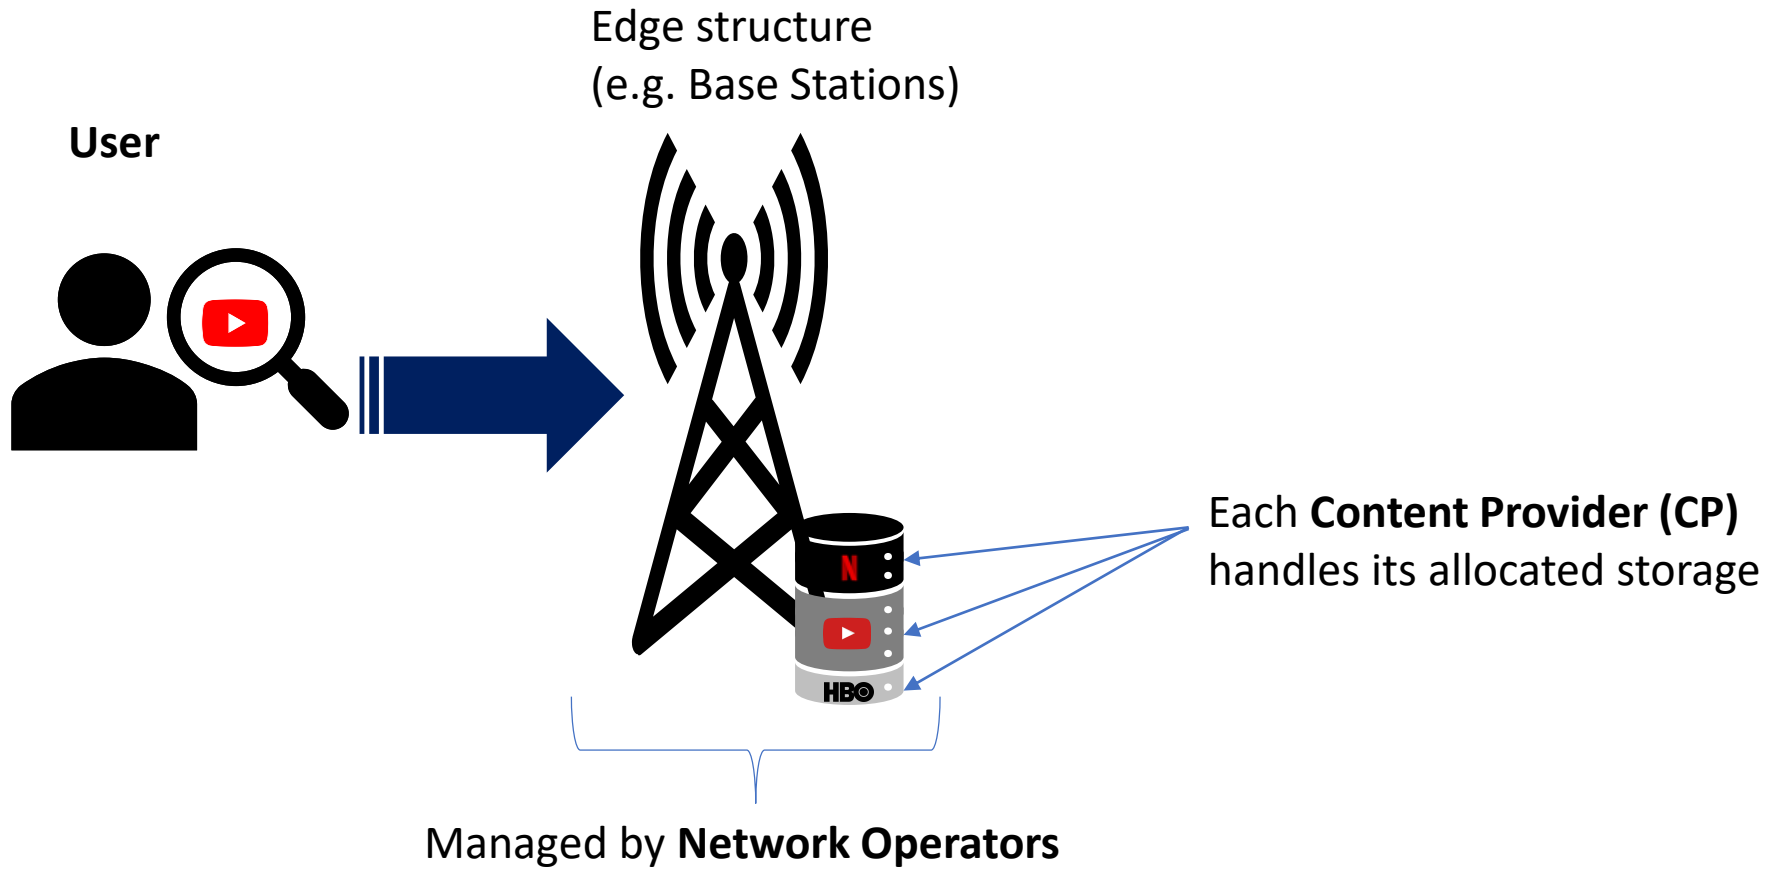 Edge structure
(e.g. Base Stations)
User
Each Content Provider (CP)
handles its allocated storage
N
HBO
Managed by Network Operators